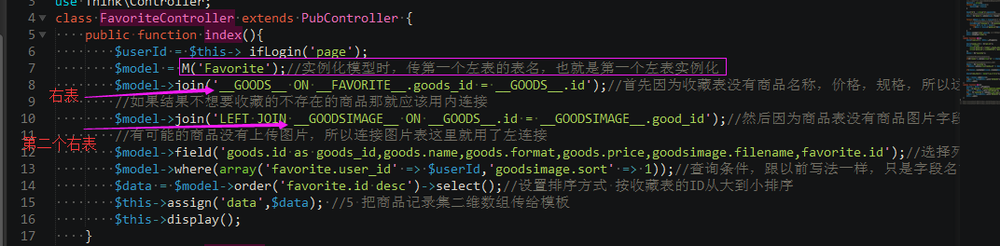 3 use Think\Controller;
4 class FavoriteController extends PubController {
5 public function index(){
6 $userId = $this-> ifLogin('page');
7 $model = M('Favorite');//实例化模型时，传第一个左表的表名，也就是第一个左表实例化
8 $model->join('__GOODS__ ON __FAVORITE__.goods_id = __GOODS__.id');//首先因为收藏表没有商品名称，价格，规格，所以
右表
9 //如果结果不想要收藏的不存在的商品那就应该用内连接
10 $model->join('LEFT JOIN __GOODSIMAGE__ ON __GOODS__.id = __GOODSIMAGE__.good_id');//然后因为商品表没有商品图片字段
第二个右表
11 //有可能的商品没有上传图片，所以连接图片表这里就用了左连接
12 $model->field('goods.id as goods_id,goods.name,goods.format,goods.price,goodsimage.filename,favorite.id');//选择列
13 $model->where(array('favorite.user_id' => $userId,'goodsimage.sort' => 1));//查询条件，跟以前写法一样，只是字段名
14 $data = $model->order('favorite.id desc')->select();//设置排序方式 按收藏表的ID从大到小排序
15 $this->assign('data',$data); //5 把商品记录集二维数组传给模板
16 $this->display();
17 }